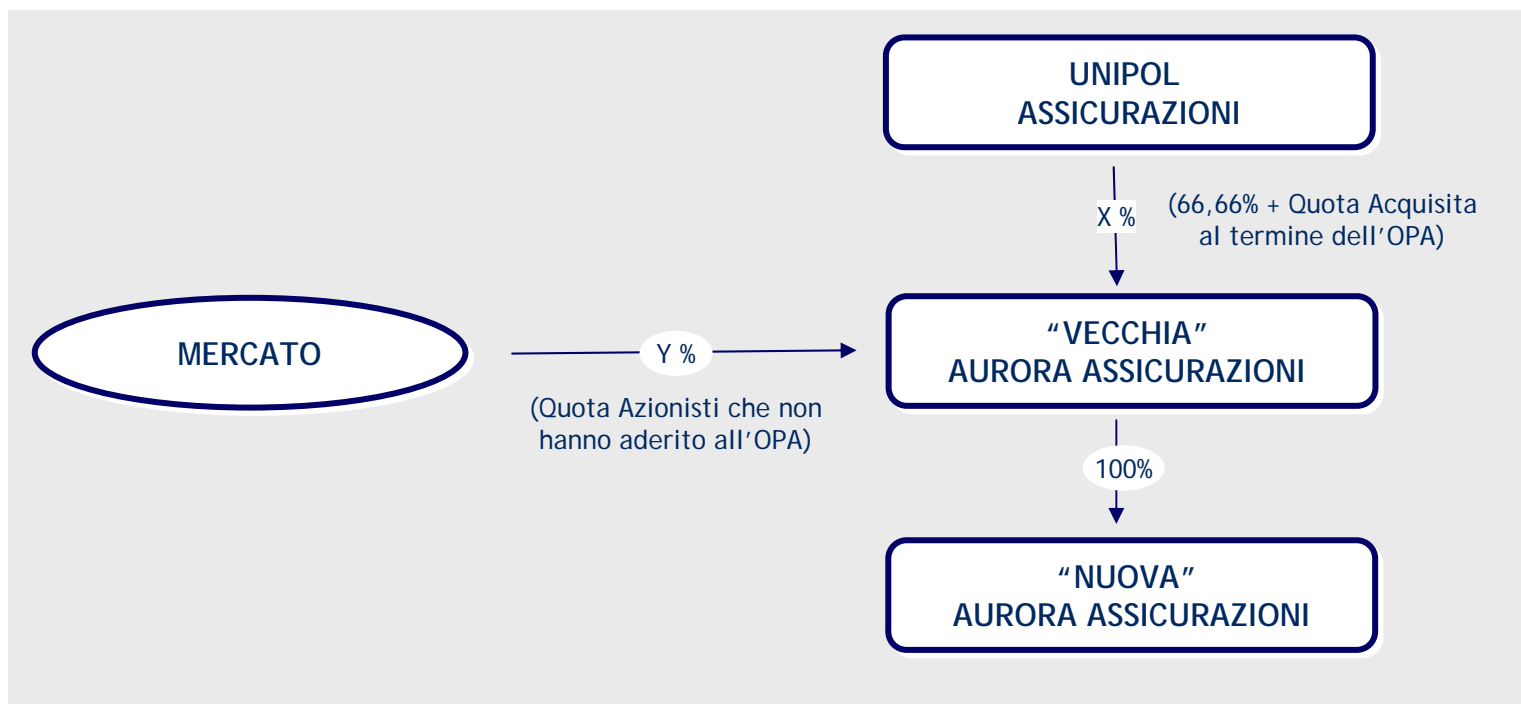 UNIPOL
ASSICURAZIONI
X %
(66,66% + Quota Acquisita
al termine dell'OPA)
MERCATO
Y %
(Quota Azionisti che non
hanno aderito all'OPA)
“VECCHIA”
AURORA ASSICURAZIONI
100%
“NUOVA”
AURORA ASSICURAZIONI